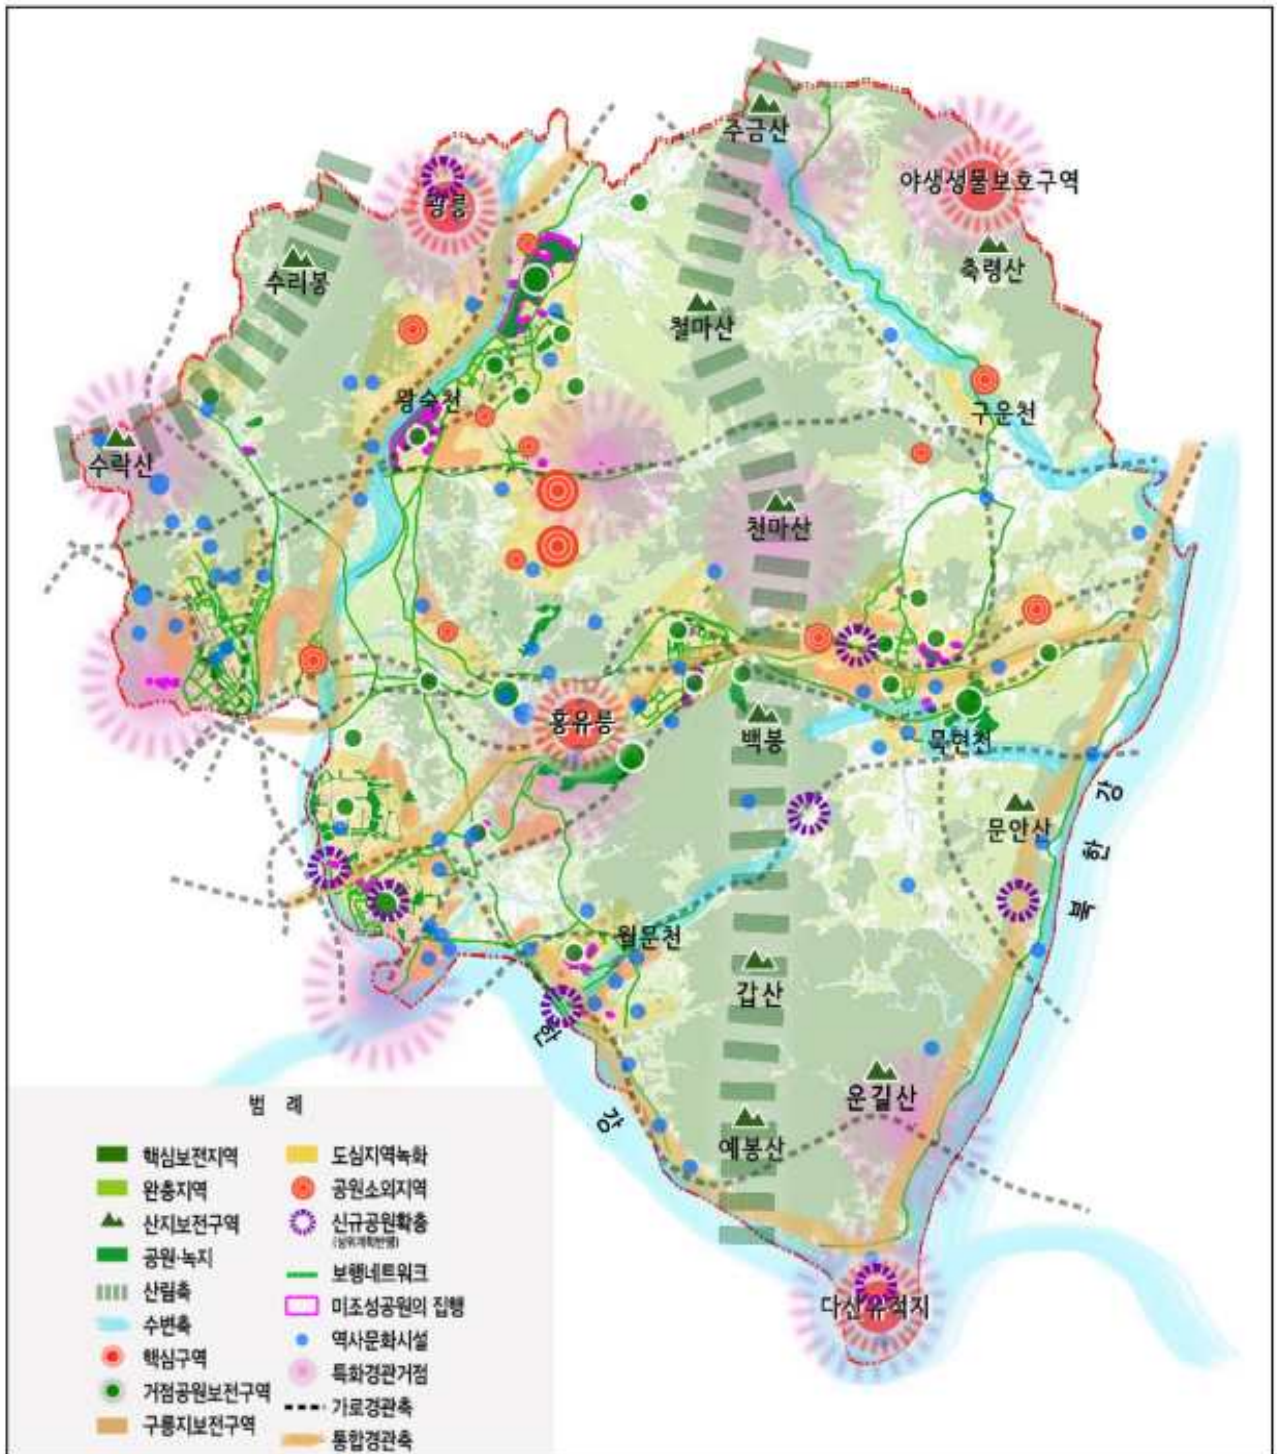 주금산
야생생물보호구역
광릉
축령산
수리봉
철마산
왕숙천
구운천
수락산
천마산
홍유릉
백봉
묵현천
문안산
북
한
강
월문천
갑산
한
강
운길산
예봉산
다산유적지
범 례
핵심보전지역
완충지역
산지보전구역
공원·녹지
산림축
수변축
핵심구역
거점공원보전구역
구릉지보전구역
도심지역녹화
공원소외지역
신규공원확충
(상위계획반영)
보행네트워크
미조성공원의 집행
역사문화시설
특화경관거점
가로경관축
통합경관축